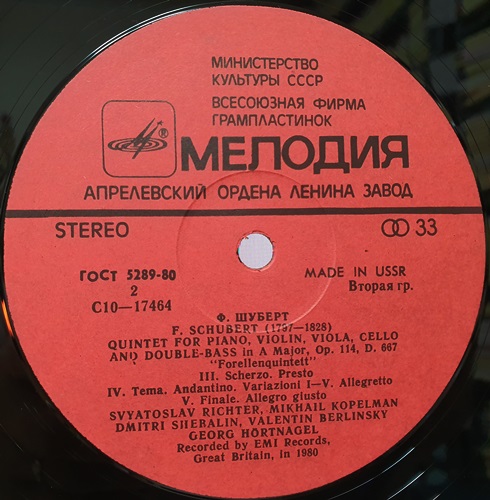 МИНИСТЕРСТВО
КУЛЬТУРЫ СССР
ВСЕСОЮЗНАЯ ФИРМА
ГРАМПЛАСТИНОК
®
МЕЛОДИЯ
АПРЕЛЕВСКИЙ ОРДЕНА ЛЕНИНА ЗАВОД
STEREO
33
ГОСТ 5289-80
MADE IN USSR
2
Вторая гр.
С10—17464
Ф. ШУБЕРТ
F. SCHUBERT (1797—1828)
QUINTET FOR PIANO, VIOLIN, VIOLA, CELLO
AND DOUBLE-BASS in A Major, Op. 114, D. 667
"Forellenquintett"
III. Scherzo. Presto
IV. Tema. Andantino. Variazioni I—V. Allegretto
V. Finale. Allegro giusto
SVYATOSLAV RICHTER, MIKHAIL KOPELMAN
DMITRI SHEBALIN, VALENTIN BERLINSKY
GEORG HÖRTNAGEL
Recorded by EMI Records,
Great Britain, in 1980